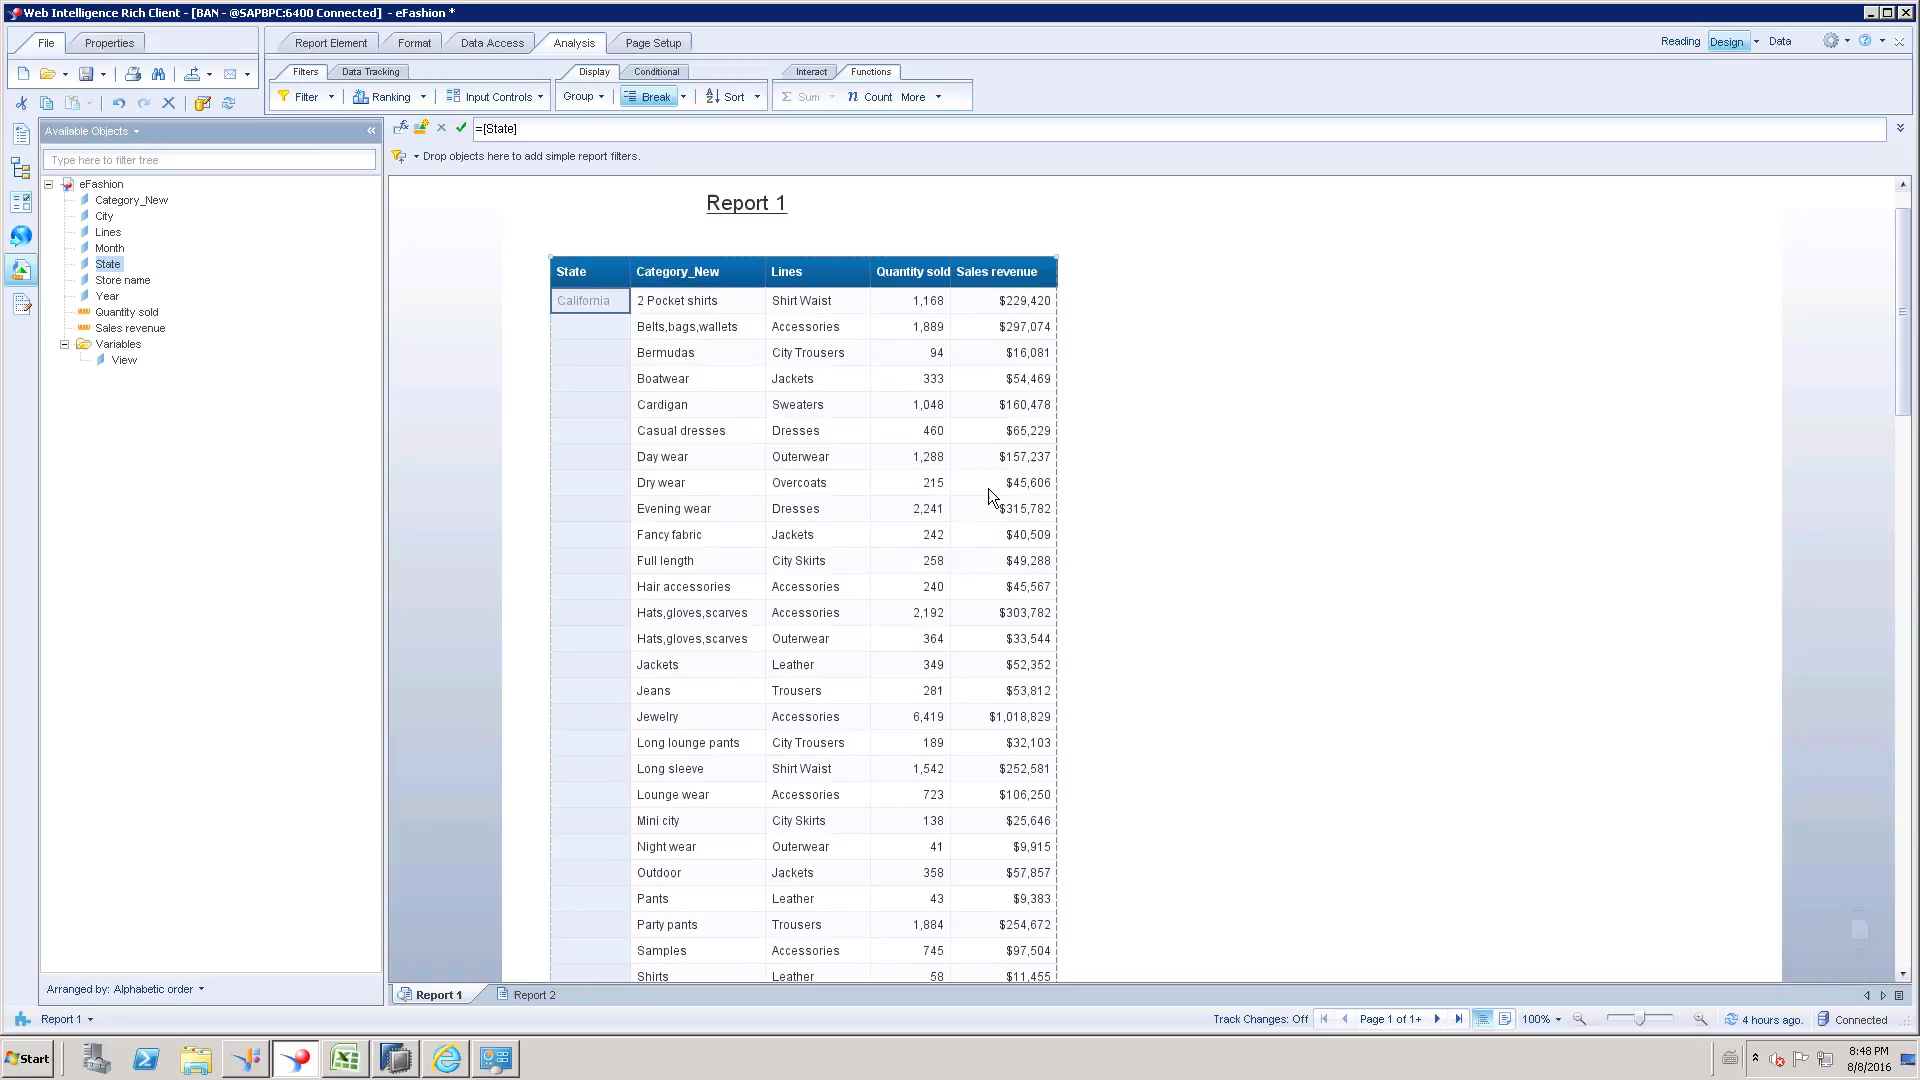 Web Intelligence Rich Client - [BAN - @SAPBPC:6400 Connected] - eFashion *
File Properties Report Element Format Data Access Analysis Page Setup Reading Design Data
Filters Data Tracking Display Conditional Interact Functions
Filter Ranking Input Controls Group Break Sort Sum Count More
Available Objects =[State]
Type here to filter tree Drop objects here to add simple report filters.
eFashion
Category_New
City
Lines
Month
State
Store name
Year
Quantity sold
Sales revenue
Variables
View
Report 1
State Category_New Lines Quantity sold Sales revenue
California 2 Pocket shirts Shirt Waist 1,168 $229,420
Belts,bags,wallets Accessories 1,889 $297,074
Bermudas City Trousers 94 $16,081
Boatwear Jackets 333 $54,469
Cardigan Sweaters 1,048 $160,478
Casual dresses Dresses 460 $65,229
Day wear Outerwear 1,288 $157,237
Dry wear Overcoats 215 $45,606
Evening wear Dresses 2,241 $315,782
Fancy fabric Jackets 242 $40,509
Full length City Skirts 258 $49,288
Hair accessories Accessories 240 $45,567
Hats,gloves,scarves Accessories 2,192 $303,782
Hats,gloves,scarves Outerwear 364 $33,544
Jackets Leather 349 $52,352
Jeans Trousers 281 $53,812
Jewelry Accessories 6,419 $1,018,829
Long lounge pants City Trousers 189 $32,103
Long sleeve Shirt Waist 1,542 $252,581
Lounge wear Accessories 723 $106,250
Mini city City Skirts 138 $25,646
Night wear Outerwear 41 $9,915
Outdoor Jackets 358 $57,857
Pants Leather 43 $9,383
Party pants Trousers 1,884 $254,672
Samples Accessories 745 $97,504
Shirts Leather 58 $11,455
Arranged by: Alphabetic order Report 1 Report 2
Report 1 Track Changes: Off Page 1 of 1+ 100% 4 hours ago. Connected
Start 8:48 PM
8/8/2016